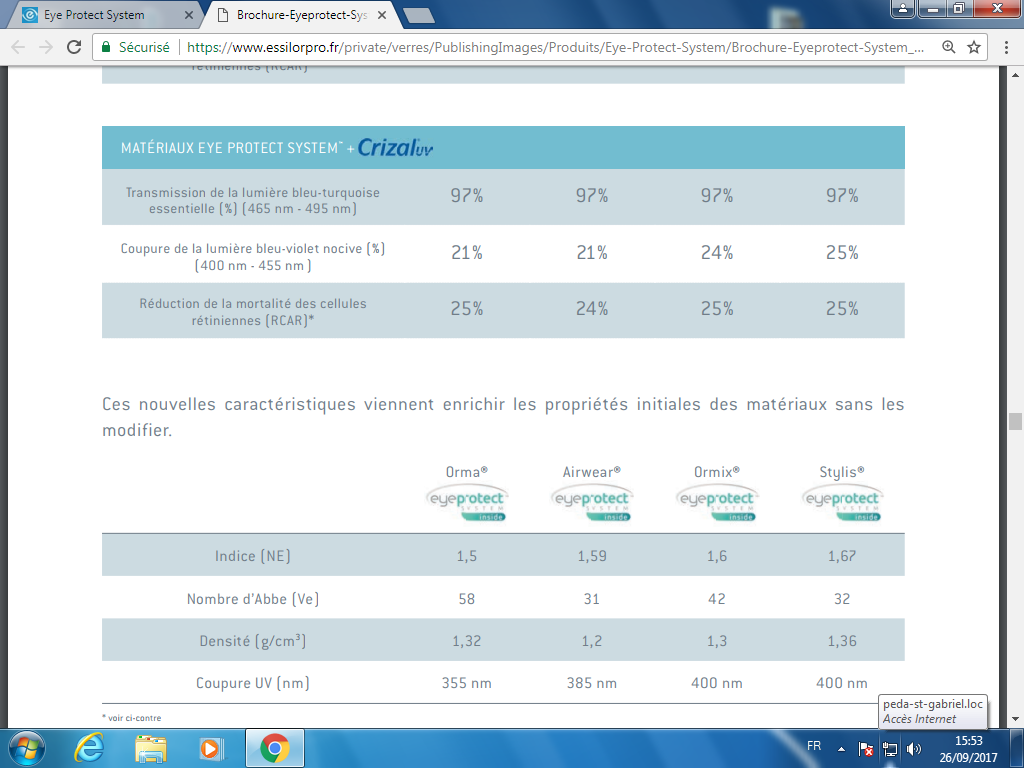 Eye Protect System
Brochure-Eyeprotect-Sys
Sécurisé
https://www.essilorpro.fr/private/verres/PublishingImages/Produits/Eye-Protect-System/Brochure-Eyeprotect-System_...
rétiniennes (RCAR)
MATÉRIAUX EYE PROTECT SYSTEM™ + Crizal UV
Transmission de la lumière bleu-turquoise
essentielle (%) (465 nm - 495 nm)
97% 97% 97% 97%
Coupure de la lumière bleu-violet nocive (%)
(400 nm - 455 nm )
21% 21% 24% 25%
Réduction de la mortalité des cellules
rétiniennes (RCAR)*
25% 24% 25% 25%
Ces nouvelles caractéristiques viennent enrichir les propriétés initiales des matériaux sans les
modifier.
Orma® Airwear® Ormix® Stylis®
eyeprotect eyeprotect eyeprotect eyeprotect
SYSTEM SYSTEM SYSTEM SYSTEM
inside inside inside inside
Indice (NE) 1,5 1,59 1,6 1,67
Nombre d'Abbe (Ve) 58 31 42 32
Densité (g/cm³) 1,32 1,2 1,3 1,36
Coupure UV (nm) 355 nm 385 nm 400 nm 400 nm
* voir ci-contre
peda-st-gabriel.loc
Accès Internet
FR
15:53
26/09/2017